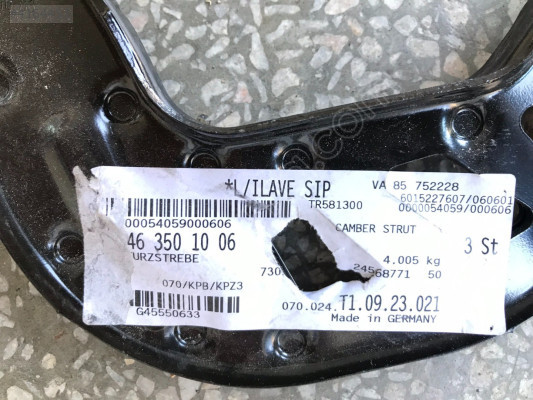 *L/ILAVE SIP
VA 85 752228
TR581300
6015227607/060601
0000054059/000606
00054059000606
CAMBER STRUT
46 350 10 06
3 St
URZSTREBE
4.005 kg
730
24568771 50
070/KPB/KPZ3
070.024.T1.09.23.021
G45550633
Made in GERMANY